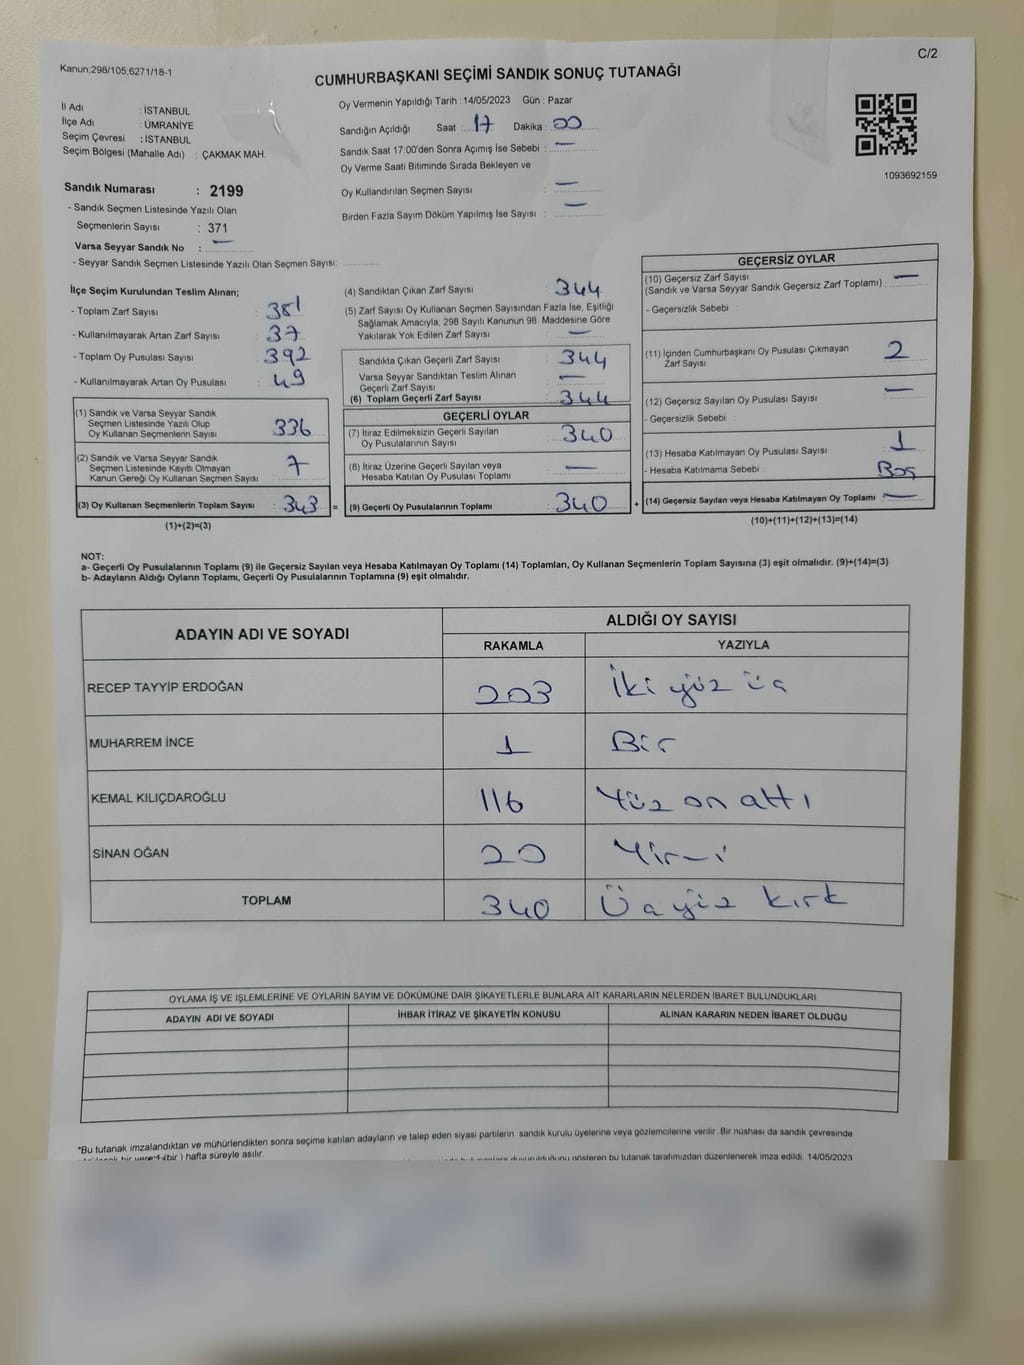 Kanun;298/105;6271/18-1
C/2
CUMHURBAŞKANI SEÇİMİ SANDIK SONUÇ TUTANAĞI
İl Adı : İSTANBUL
İlçe Adı : ÜMRANİYE
Seçim Çevresi : İSTANBUL
Seçim Bölgesi (Mahalle Adı) : ÇAKMAK MAH.
Sandık Numarası : 2199
- Sandık Seçmen Listesinde Yazılı Olan
Seçmenlerin Sayısı : 371
Varsa Seyyar Sandık No : —
- Seyyar Sandık Seçmen Listesinde Yazılı Olan Seçmen Sayısı:
Oy Vermenin Yapıldığı Tarih :14/05/2023 Gün : Pazar
Sandığın Açıldığı Saat : 17 Dakika : 00
Sandık Saat 17:00'den Sonra Açımış İse Sebebi : —
Oy Verme Saati Bitiminde Sırada Bekleyen ve
Oy Kullandırılan Seçmen Sayısı : —
Birden Fazla Sayım Döküm Yapılmış İse Sayısı : —
1093692159
İlçe Seçim Kurulundan Teslim Alınan;
- Toplam Zarf Sayısı : 381
- Kullanılmayarak Artan Zarf Sayısı : 37
- Toplam Oy Pusulası Sayısı : 392
- Kullanılmayarak Artan Oy Pusulası : 49
(1) Sandık ve Varsa Seyyar Sandık
Seçmen Listesinde Yazılı Olup
Oy Kullanan Seçmenlerin Sayısı : 336
(2) Sandık ve Varsa Seyyar Sandık
Seçmen Listesinde Kayıtlı Olmayan
Kanun Gereği Oy Kullanan Seçmen Sayısı : 7
(3) Oy Kullanan Seçmenlerin Toplam Sayısı : 343 =
(1)+(2)=(3)
(4) Sandıktan Çıkan Zarf Sayısı : 344
(5) Zarf Sayısı Oy Kullanan Seçmen Sayısından Fazla İse, Eşitliği
Sağlamak Amacıyla, 298 Sayılı Kanunun 98. Maddesine Göre
Yakılarak Yok Edilen Zarf Sayısı : —
Sandıkta Çıkan Geçerli Zarf Sayısı : 344
Varsa Seyyar Sandıktan Teslim Alınan
Geçerli Zarf Sayısı : —
(6) Toplam Geçerli Zarf Sayısı : 344
GEÇERLİ OYLAR
(7) İtiraz Edilmeksizin Geçerli Sayılan
Oy Pusulalarının Sayısı : 340
(8) İtiraz Üzerine Geçerli Sayılan veya
Hesaba Katılan Oy Pusulaları Toplamı : —
(9) Geçerli Oy Pusulalarının Toplamı : 340 +
GEÇERSİZ OYLAR
(10) Geçersiz Zarf Sayısı
(Sandık ve Varsa Seyyar Sandık Geçersiz Zarf Toplamı) : —
- Geçersizlik Sebebi :
(11) İçinden Cumhurbaşkanı Oy Pusulası Çıkmayan
Zarf Sayısı : 2
(12) Geçersiz Sayılan Oy Pusulası Sayısı : —
- Geçersizlik Sebebi :
(13) Hesaba Katılmayan Oy Pusulası Sayısı : 1
- Hesaba Katılmama Sebebi : Boş
(14) Geçersiz Sayılan veya Hesaba Katılmayan Oy Toplamı : —
(10)+(11)+(12)+(13)=(14)
NOT:
a- Geçerli Oy Pusulalarının Toplamı (9) ile Geçersiz Sayılan veya Hesaba Katılmayan Oy Toplamı (14) Toplamları, Oy Kullanan Seçmenlerin Toplam Sayısına (3) eşit olmalıdır. (9)+(14)=(3)
b- Adayların Aldığı Oyların Toplamı, Geçerli Oy Pusulalarının Toplamına (9) eşit olmalıdır.
ADAYIN ADI VE SOYADI
ALDIĞI OY SAYISI
RAKAMLA YAZIYLA
RECEP TAYYİP ERDOĞAN 203 İki yüz üç
MUHARREM İNCE 1 Bir
KEMAL KILIÇDAROĞLU 116 Yüz on altı
SİNAN OĞAN 20 Yirmi
TOPLAM 340 Üç yüz kırk
OYLAMA İŞ VE İŞLEMLERİNE VE OYLARIN SAYIM VE DÖKÜMÜNE DAİR ŞİKAYETLERLE BUNLARA AİT KARARLARIN NELERDEN İBARET BULUNDUKLARI
ADAYIN ADI VE SOYADI İHBAR İTİRAZ VE ŞİKAYETİN KONUSU ALINAN KARARIN NEDEN İBARET OLDUĞU
*Bu tutanak imzalandıktan ve mühürlendikten sonra seçime katılan adayların ve talep eden siyasi partilerin sandık kurulu üyelerine veya gözlemcilerine verilir. Bir nüshası da sandık çevresinde
(bir ) hafta süreyle asılır.
gösteren bu tutanak tarafımızdan düzenlenerek imza edildi. 14/05/2023